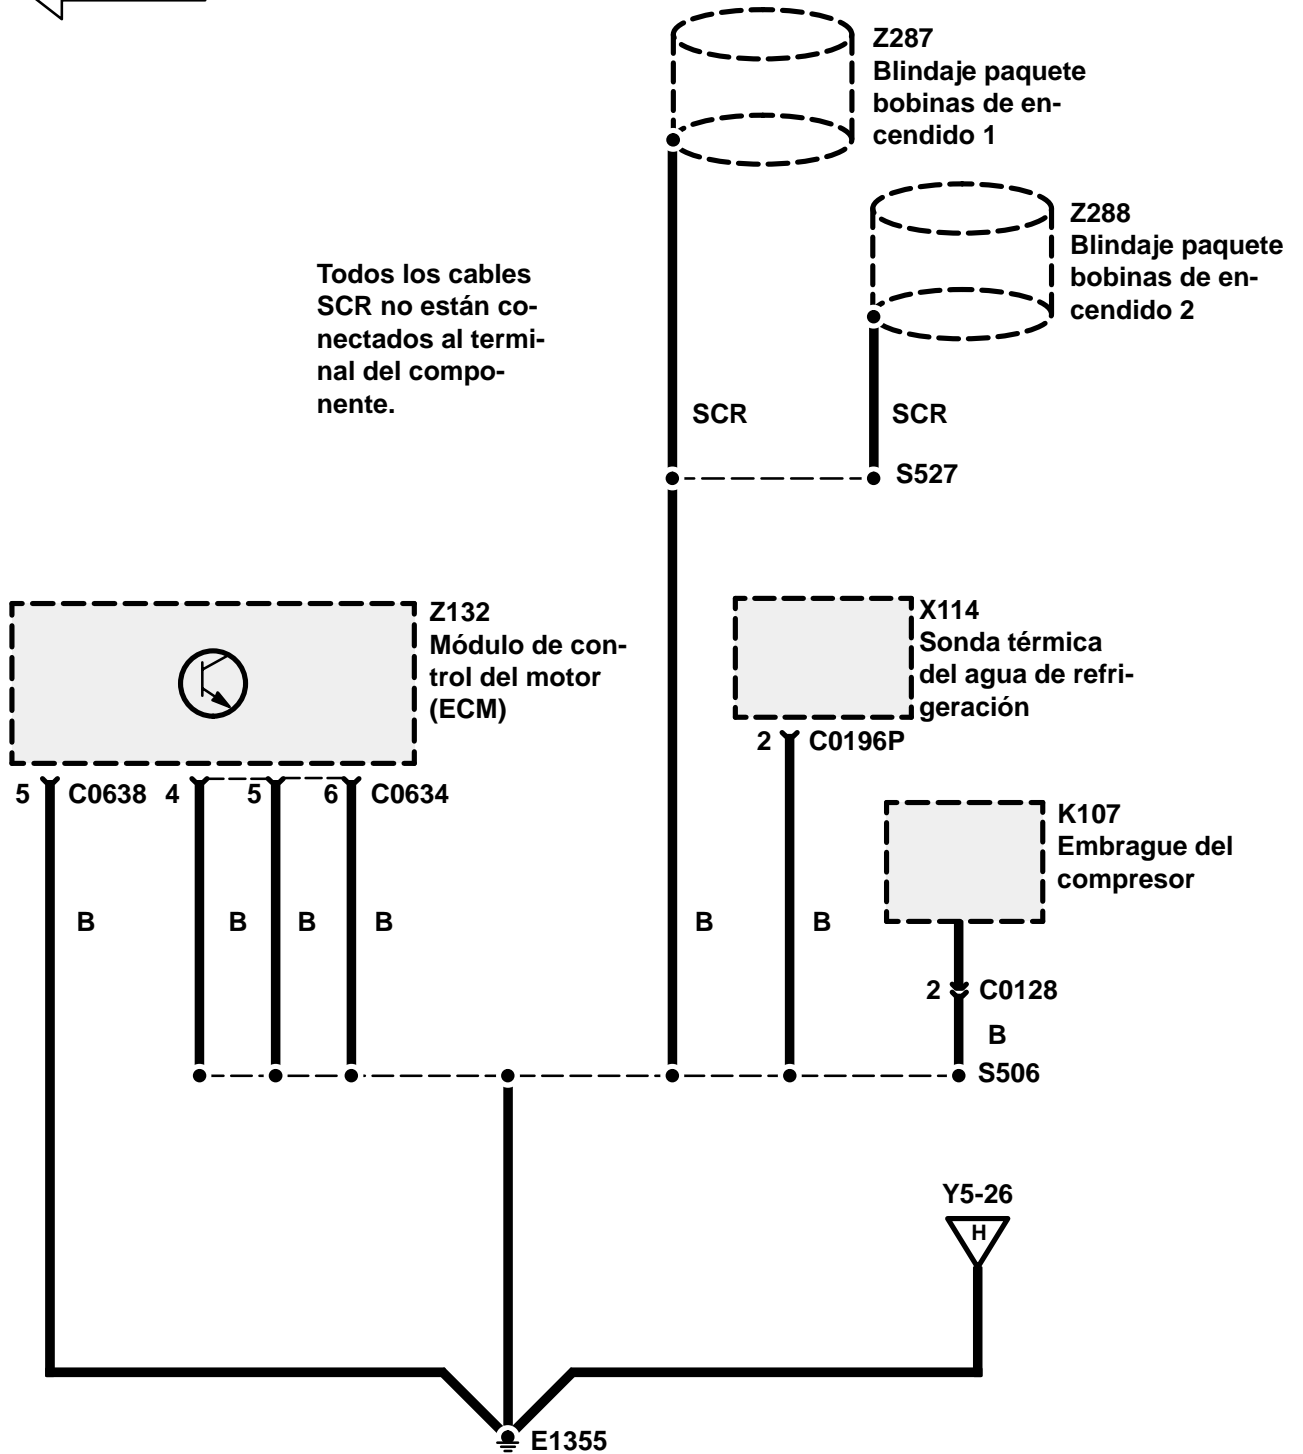 Z287
Blindaje paquete
bobinas de en-
cendido 1
Z288
Blindaje paquete
bobinas de en-
cendido 2
Todos los cables
SCR no están co-
nectados al termi-
nal del compo-
nente.
SCR
SCR
S527
Z132
Módulo de con-
trol del motor
(ECM)
X114
Sonda térmica
del agua de refri-
geración
2 C0196P
5 C0638 4 5 6 C0634
K107
Embrague del
compresor
B B B B B B
2 C0128
B
S506
Y5-26
H
E1355